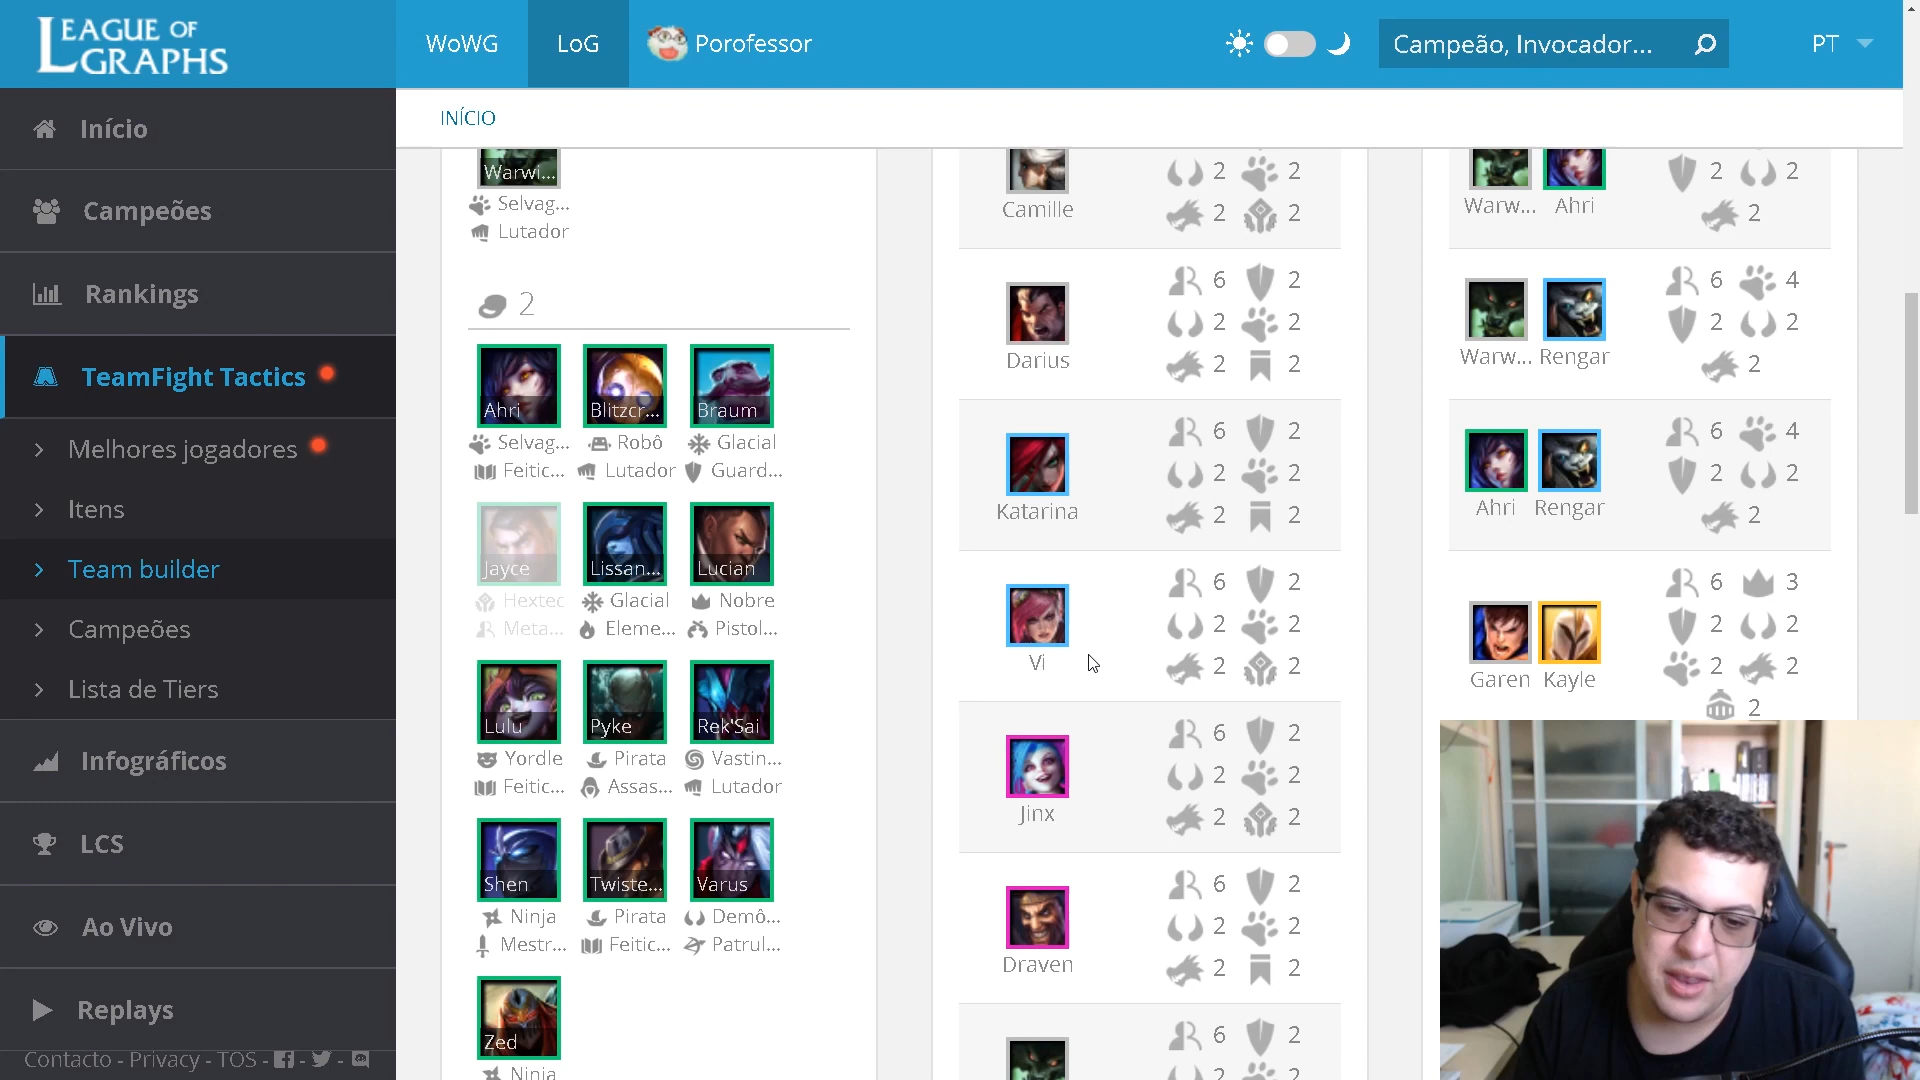 LEAGUE OF GRAPHS
WoWG
LoG
Porofessor
Campeão, Invocador...
PT
INÍCIO
Início
Campeões
Rankings
TeamFight Tactics
Melhores jogadores
Itens
Team builder
Campeões
Lista de Tiers
Infográficos
LCS
Ao Vivo
Replays
Contacto - Privacy - TOS - - -
Warwi...
Selvag...
Lutador
2
Ahri
Blitzcr...
Braum
Selvag...
Robô
Glacial
Feitic...
Lutador
Guard...
Jayce
Lissan...
Lucian
Hextec
Glacial
Nobre
Meta...
Eleme...
Pistol...
Lulu
Pyke
Rek'Sai
Yordle
Pirata
Vastin...
Feitic...
Assas...
Lutador
Shen
Twiste...
Varus
Ninja
Pirata
Demô...
Mestr...
Feitic...
Patrul...
Zed
Ninja
Camille
2 2
2 2
Darius
6 2
2 2
2 2
Katarina
6 2
2 2
2 2
Vi
6 2
2 2
2 2
Jinx
6 2
2 2
2 2
Draven
6 2
2 2
2 2
6 2
2 2
Warw... Ahri
2 2
2
Warw... Rengar
6 4
2 2
2
Ahri Rengar
6 4
2 2
2
Garen Kayle
6 3
2 2
2 2
2